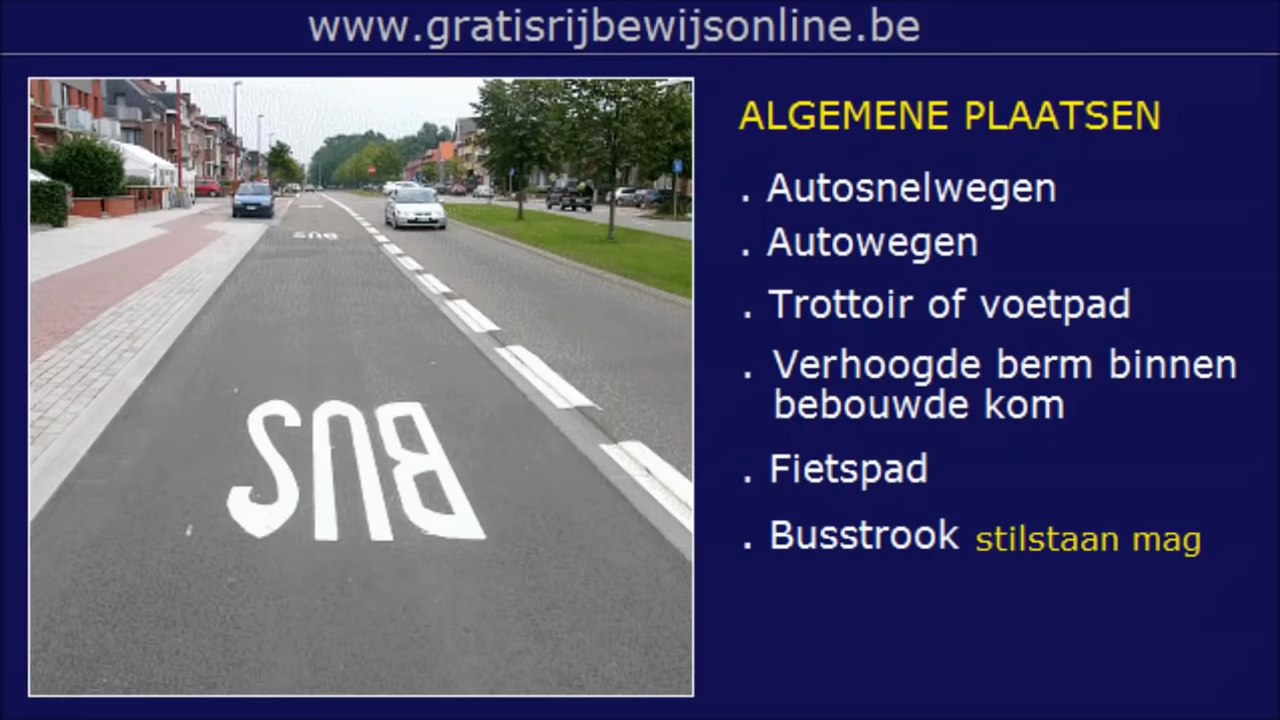 www.gratisrijbewijsonline.be
ALGEMENE PLAATSEN
. Autosnelwegen
. Autowegen
. Trottoir of voetpad
. Verhoogde berm binnen
bebouwde kom
. Fietspad
. Busstrook stilstaan mag
BUS
BUS